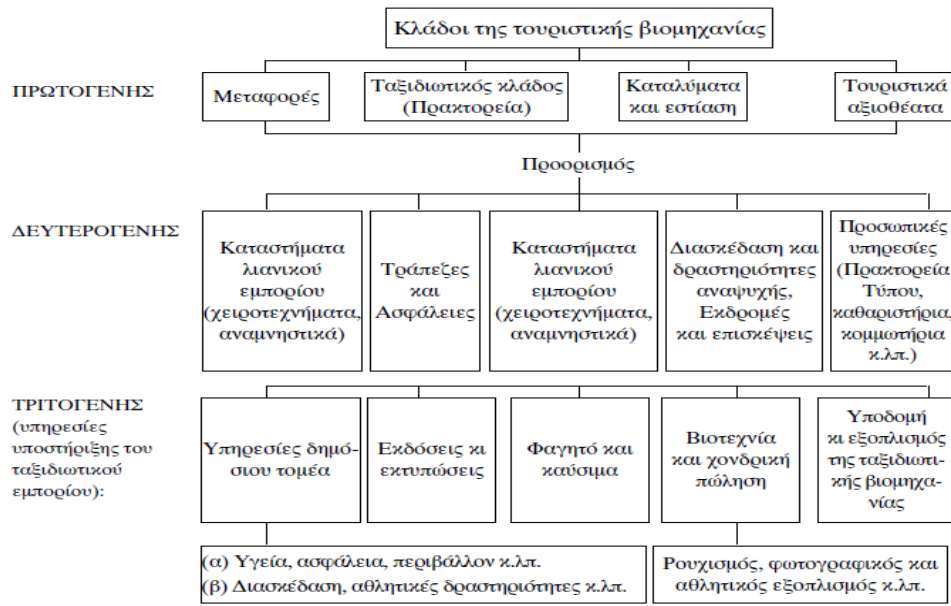 Κλάδοι της τουριστικής βιομηχανίας
ΠΡΩΤΟΓΕΝΗΣ
Μεταφορές
Ταξιδιωτικός κλάδος
(Πρακτορεία)
Καταλύματα
και εστίαση
Τουριστικά
αξιοθέατα
Προορισμός
ΔΕΥΤΕΡΟΓΕΝΗΣ
Καταστήματα
λιανικού
εμπορίου
(χειροτεχνήματα,
αναμνηστικά)
Τράπεζες
και
Ασφάλειες
Καταστήματα
λιανικού
εμπορίου
(χειροτεχνήματα,
αναμνηστικά)
Διασκέδαση και
δραστηριότητες
αναψυχής,
Εκδρομές
και επισκέψεις
Προσωπικές
υπηρεσίες
(Πρακτορεία
Τύπου,
καθαριστήρια,
κομμωτήρια
κ.λπ.)
ΤΡΙΤΟΓΕΝΗΣ
(υπηρεσίες
υποστήριξης του
ταξιδιωτικού
εμπορίου):
Υπηρεσίες δημό-
σιου τομέα
Εκδόσεις κι
εκτυπώσεις
Φαγητό και
καύσιμα
Βιοτεχνία
και χονδρική
πώληση
Υποδομή
κι εξοπλισμός
της ταξιδιωτι-
κής βιομηχα-
νίας
(α) Υγεία, ασφάλεια, περιβάλλον κ.λπ.
(β) Διασκέδαση, αθλητικές δραστηριότητες κ.λπ.
Ρουχισμός, φωτογραφικός και
αθλητικός εξοπλισμός κ.λπ.